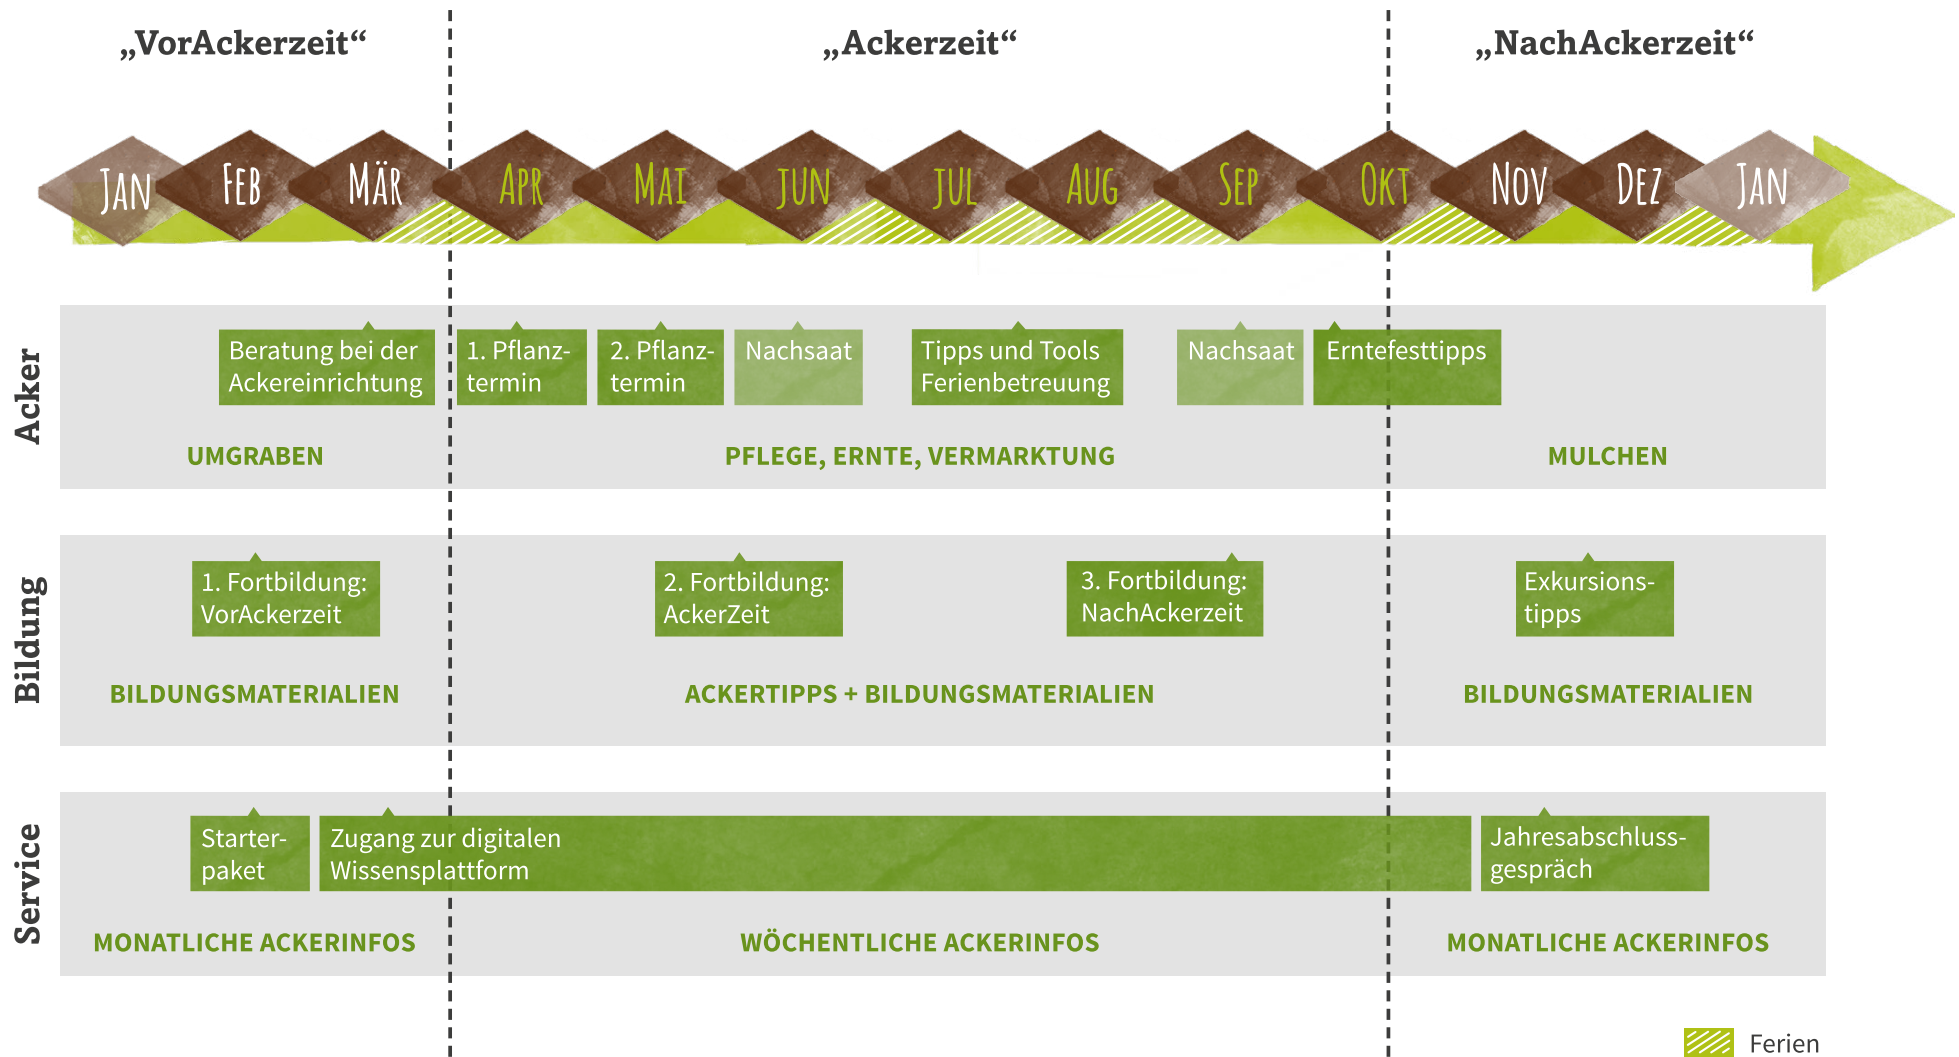 „VorAckerzeit“
„Ackerzeit“
„NachAckerzeit“
JAN
FEB
MÄR
APR
MAI
JUN
JUL
AUG
SEP
OKT
NOV
DEZ
JAN
Acker
Beratung bei der
Ackereinrichtung
1. Pflanz-
termin
2. Pflanz-
termin
Nachsaat
Tipps und Tools
Ferienbetreuung
Nachsaat
Erntefesttipps
UMGRABEN
PFLEGE, ERNTE, VERMARKTUNG
MULCHEN
Bildung
1. Fortbildung:
VorAckerzeit
2. Fortbildung:
AckerZeit
3. Fortbildung:
NachAckerzeit
Exkursions-
tipps
BILDUNGSMATERIALIEN
ACKERTIPPS + BILDUNGSMATERIALIEN
BILDUNGSMATERIALIEN
Service
Starter-
paket
Zugang zur digitalen
Wissensplattform
Jahresabschluss-
gespräch
MONATLICHE ACKERINFOS
WÖCHENTLICHE ACKERINFOS
MONATLICHE ACKERINFOS
Ferien